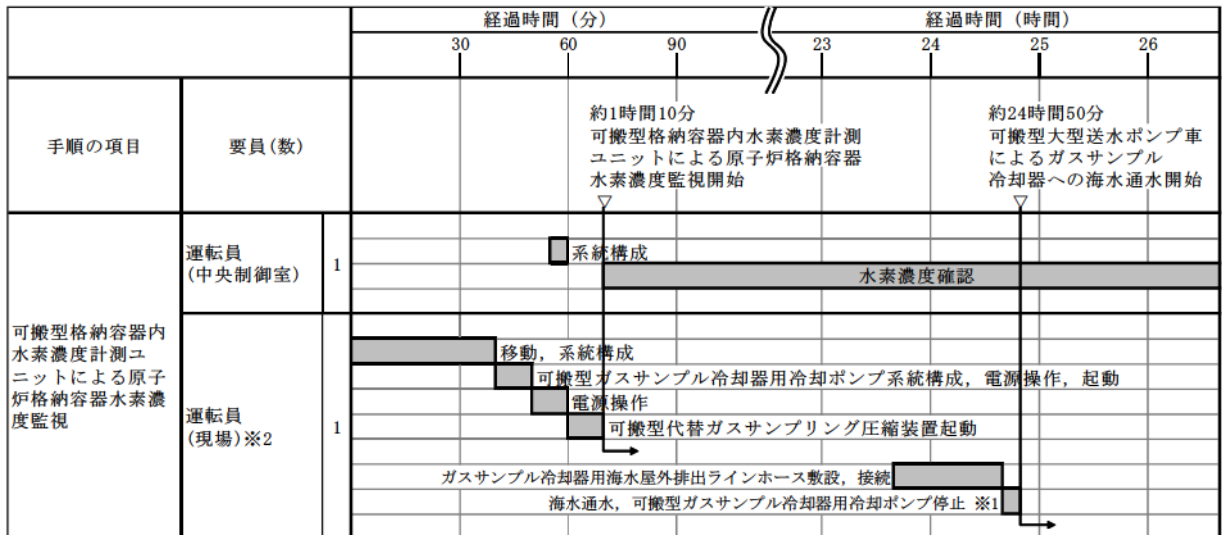 経過時間(分)
経過時間(時間)
30
60
90
23
24
25
26
手順の項目
要員(数)
約1時間10分
可搬型格納容器内水素濃度計測
ユニットによる原子炉格納容器
水素濃度監視開始
▽
約24時間50分
可搬型大型送水ポンプ車
によるガスサンプル
冷却器への海水通水開始
▽
可搬型格納容器内
水素濃度計測ユ
ニットによる原子
炉格納容器水素濃
度監視
運転員
(中央制御室)
1
系統構成
水素濃度確認
運転員
(現場)※2
1
移動,系統構成
可搬型ガスサンプル冷却器用冷却ポンプ系統構成,電源操作,起動
電源操作
可搬型代替ガスサンプリング圧縮装置起動
ガスサンプル冷却器用海水屋外排出ラインホース敷設,接続
海水通水,可搬型ガスサンプル冷却器用冷却ポンプ停止 ※1